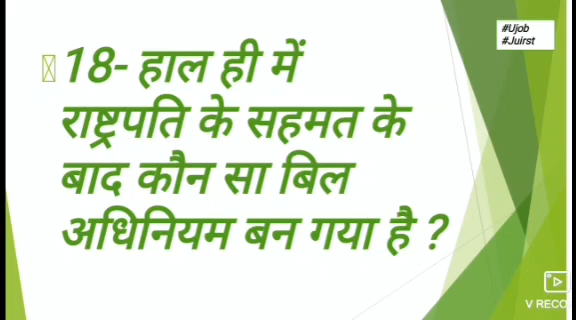 #Ujob
#Juirst
18- हाल ही में
राष्ट्रपति के सहमत के
बाद कौन सा बिल
अधिनियम बन गया है ?
V RECO